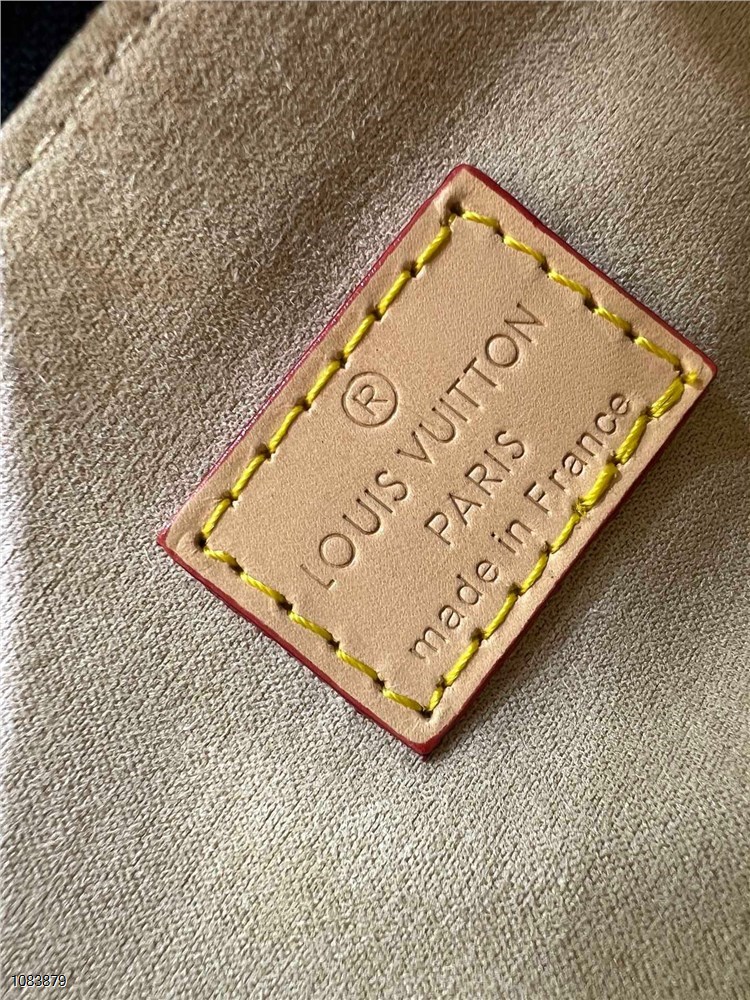 ®
LOUIS VUITTON
PARIS
made in France
1083879